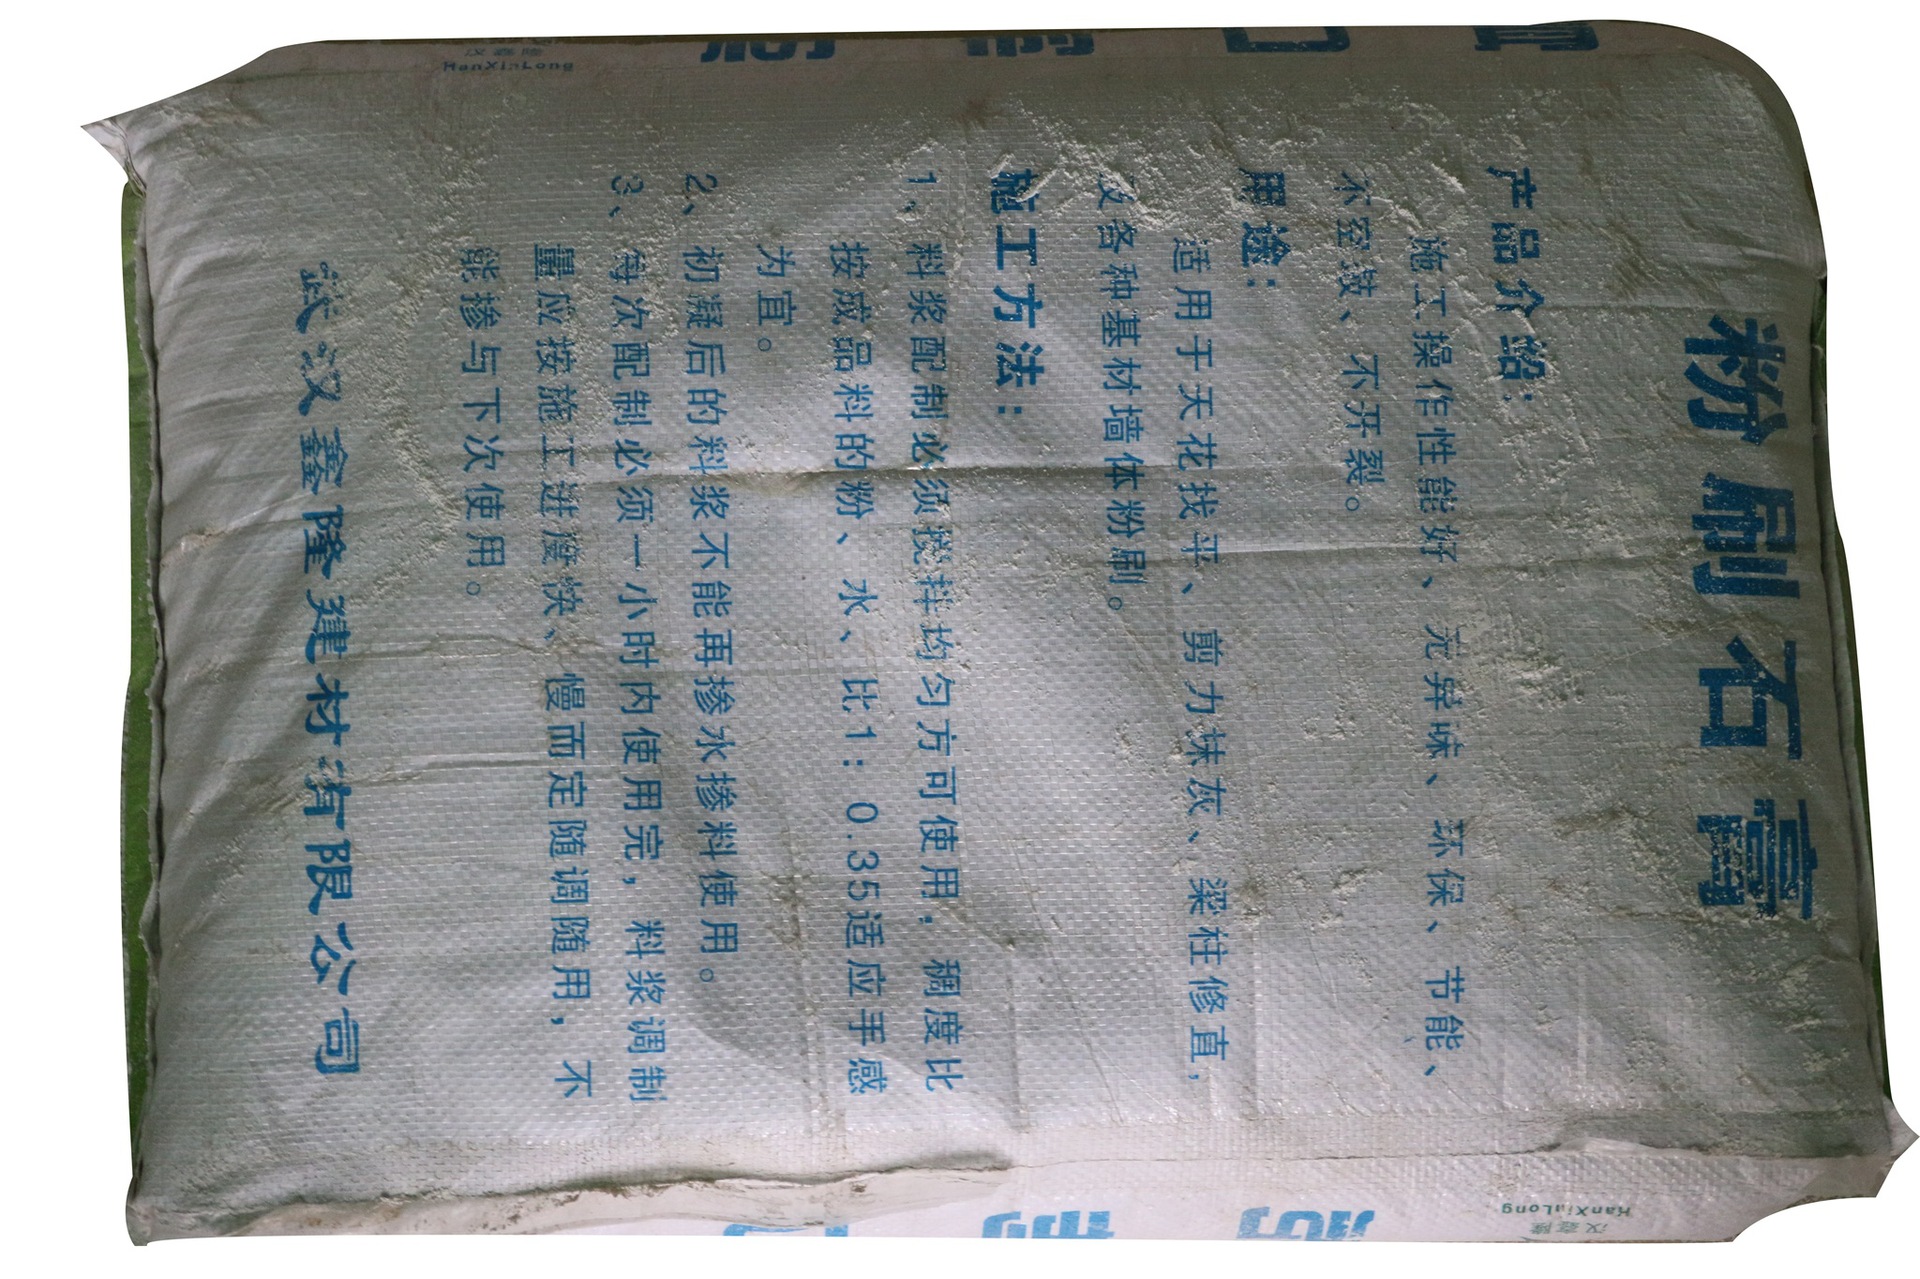 粉刷石膏
产品介绍：
施工操作性能好、无异味、环保、节能、
不空鼓、不开裂。
用途：
适用于天花找平、剪力抹灰、梁柱修直，
及各种基材墙体粉刷。
施工方法：
1、料浆配制必须搅拌均匀方可使用；稠度比
按成品料的粉、水、比1：0.35适应手感
为宜。
2、初凝后的料浆不能再掺水掺料使用。
3、每次配制必须一小时内使用完，料浆调制
量应按施工进度快、慢而定随调随用，不
能掺与下次使用。
武汉鑫隆建材有限公司
汉鑫隆
HanXinLong